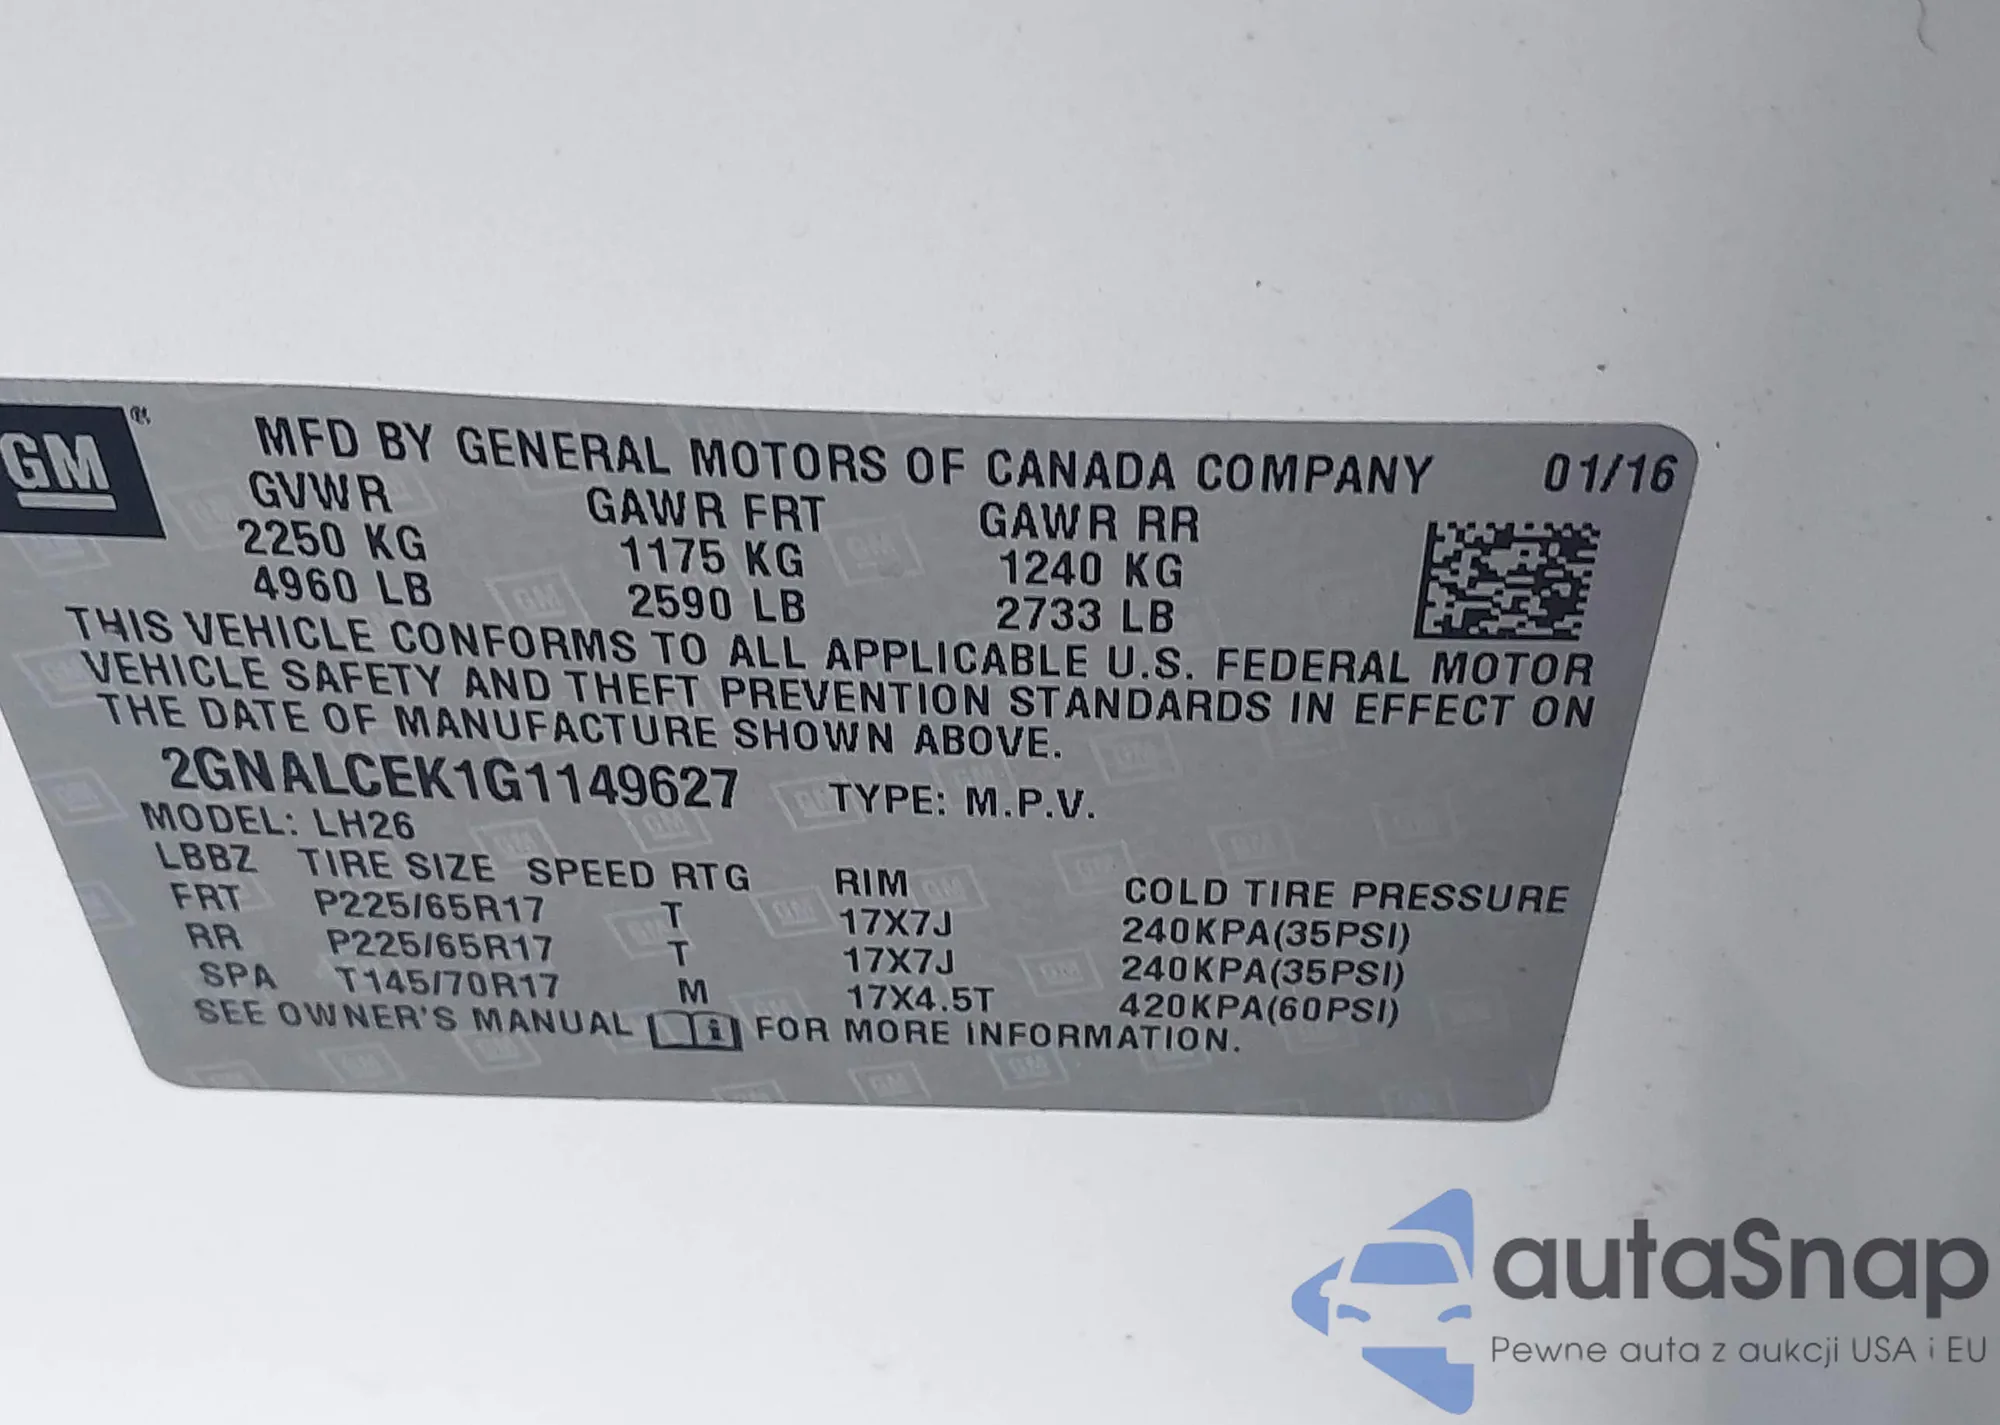 GM ®
MFD BY GENERAL MOTORS OF CANADA COMPANY 01/16
GVWR GAWR FRT GAWR RR
2250 KG 1175 KG 1240 KG
4960 LB 2590 LB 2733 LB
THIS VEHICLE CONFORMS TO ALL APPLICABLE U.S. FEDERAL MOTOR
VEHICLE SAFETY AND THEFT PREVENTION STANDARDS IN EFFECT ON
THE DATE OF MANUFACTURE SHOWN ABOVE.
2GNALCEK1G1149627 TYPE: M.P.V.
MODEL: LH26
LBBZ TIRE SIZE SPEED RTG RIM COLD TIRE PRESSURE
FRT P225/65R17 T 17X7J 240KPA(35PSI)
RR P225/65R17 T 17X7J 240KPA(35PSI)
SPA T145/70R17 M 17X4.5T 420KPA(60PSI)
SEE OWNER'S MANUAL i FOR MORE INFORMATION.
autaSnap
Pewne auta z aukcji USA i EU